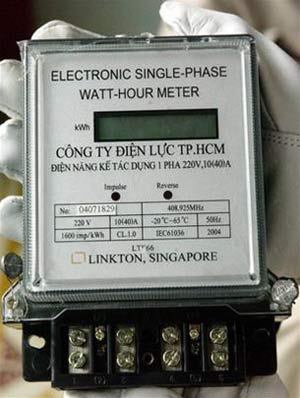 ELECTRONIC SINGLE-PHASE
WATT-HOUR METER
kWh
CÔNG TY ĐIỆN LỰC TP.HCM
ĐIỆN NĂNG KẾ TÁC DỤNG 1 PHA 220V,10(40)A
Impulse Reverse
No: 04071829 408.925MHz
220 V 10(40)A -20°C~65°C 50Hz
1600 imp/kWh CL.1.0 IEC61036 2004
LINKTON, SINGAPORE